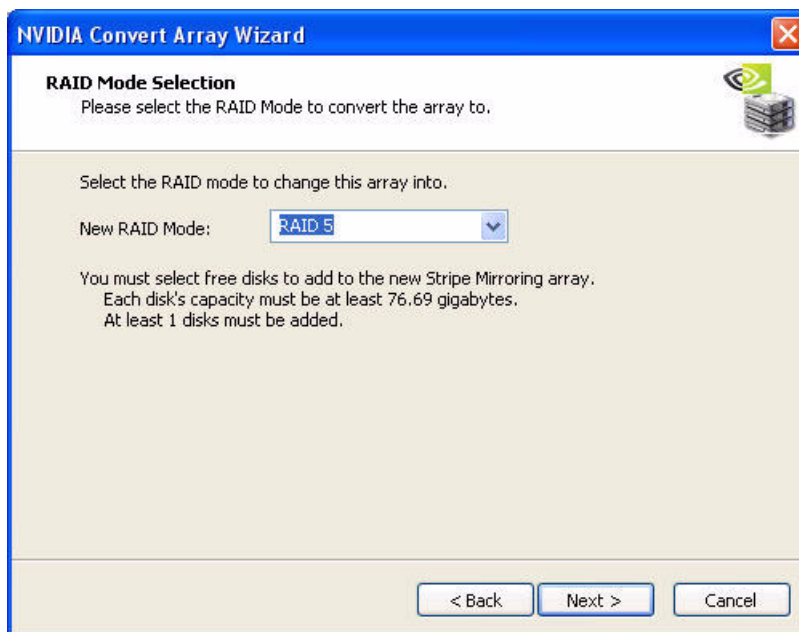 NVIDIA Convert Array Wizard
RAID Mode Selection
Please select the RAID Mode to convert the array to.
Select the RAID mode to change this array into.
New RAID Mode: RAID 5
You must select free disks to add to the new Stripe Mirroring array.
Each disk's capacity must be at least 76.69 gigabytes.
At least 1 disks must be added.
< Back Next > Cancel